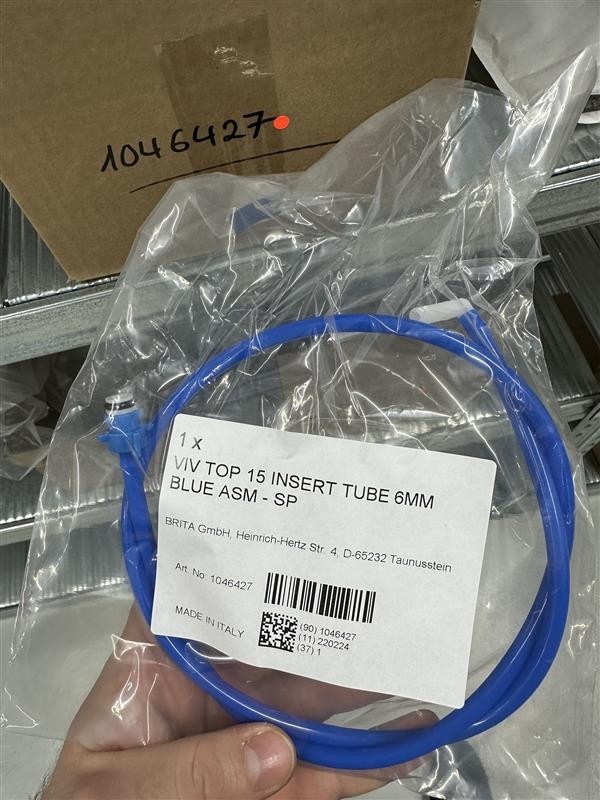 1046427
1 x
VIV TOP 15 INSERT TUBE 6MM
BLUE ASM - SP
BRITA GmbH, Heinrich-Hertz Str. 4, D-65232 Taunusstein
Art. No: 1046427
MADE IN ITALY
(90) 1046427
(11) 220224
(37) 1